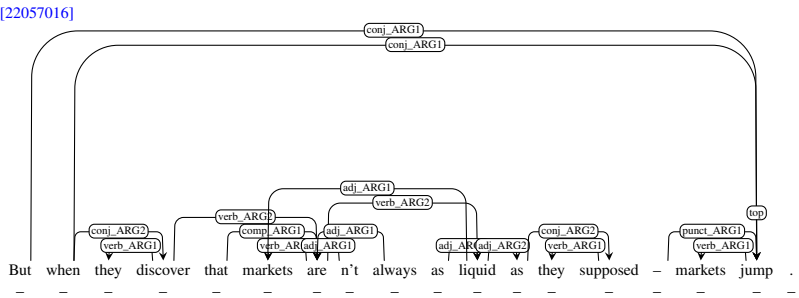 [22057016]
conj_ARG1
conj_ARG1
adj_ARG1
verb_ARG2
top
verb_ARG2
conj_ARG2 comp_ARG1 adj_ARG1 conj_ARG2 punct_ARG1
verb_ARG1 adj_ARG1 adj_ARG2 verb_ARG1 verb_ARG1
But when they discover that markets are n't always as liquid as they supposed – markets jump .
_ _ _ _ _ _ _ _ _ _ _ _ _ _ _ _ _ _